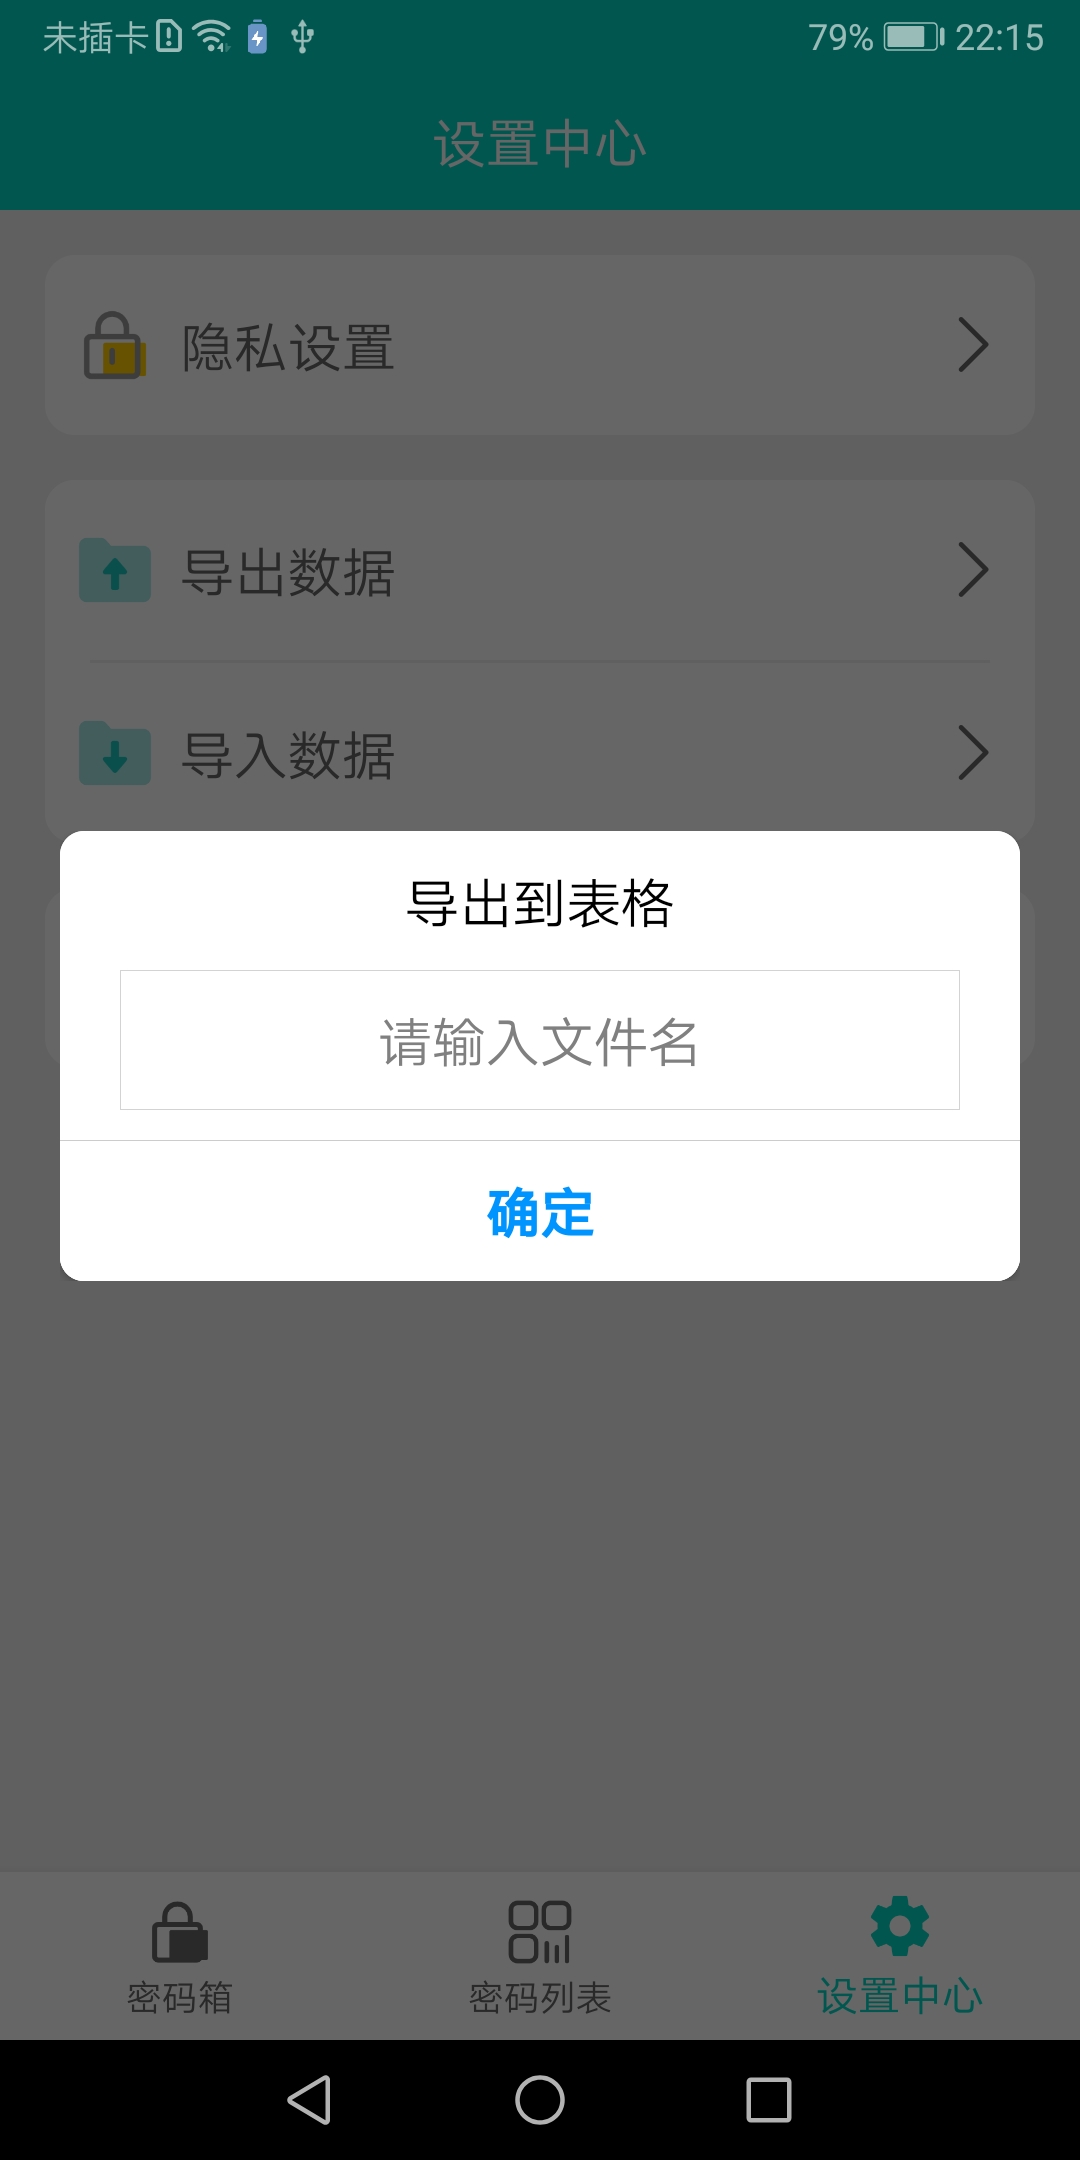 未插卡 79% 22:15
设置中心
隐私设置
导出数据
导入数据
导出到表格
请输入文件名
确定
密码箱 密码列表 设置中心